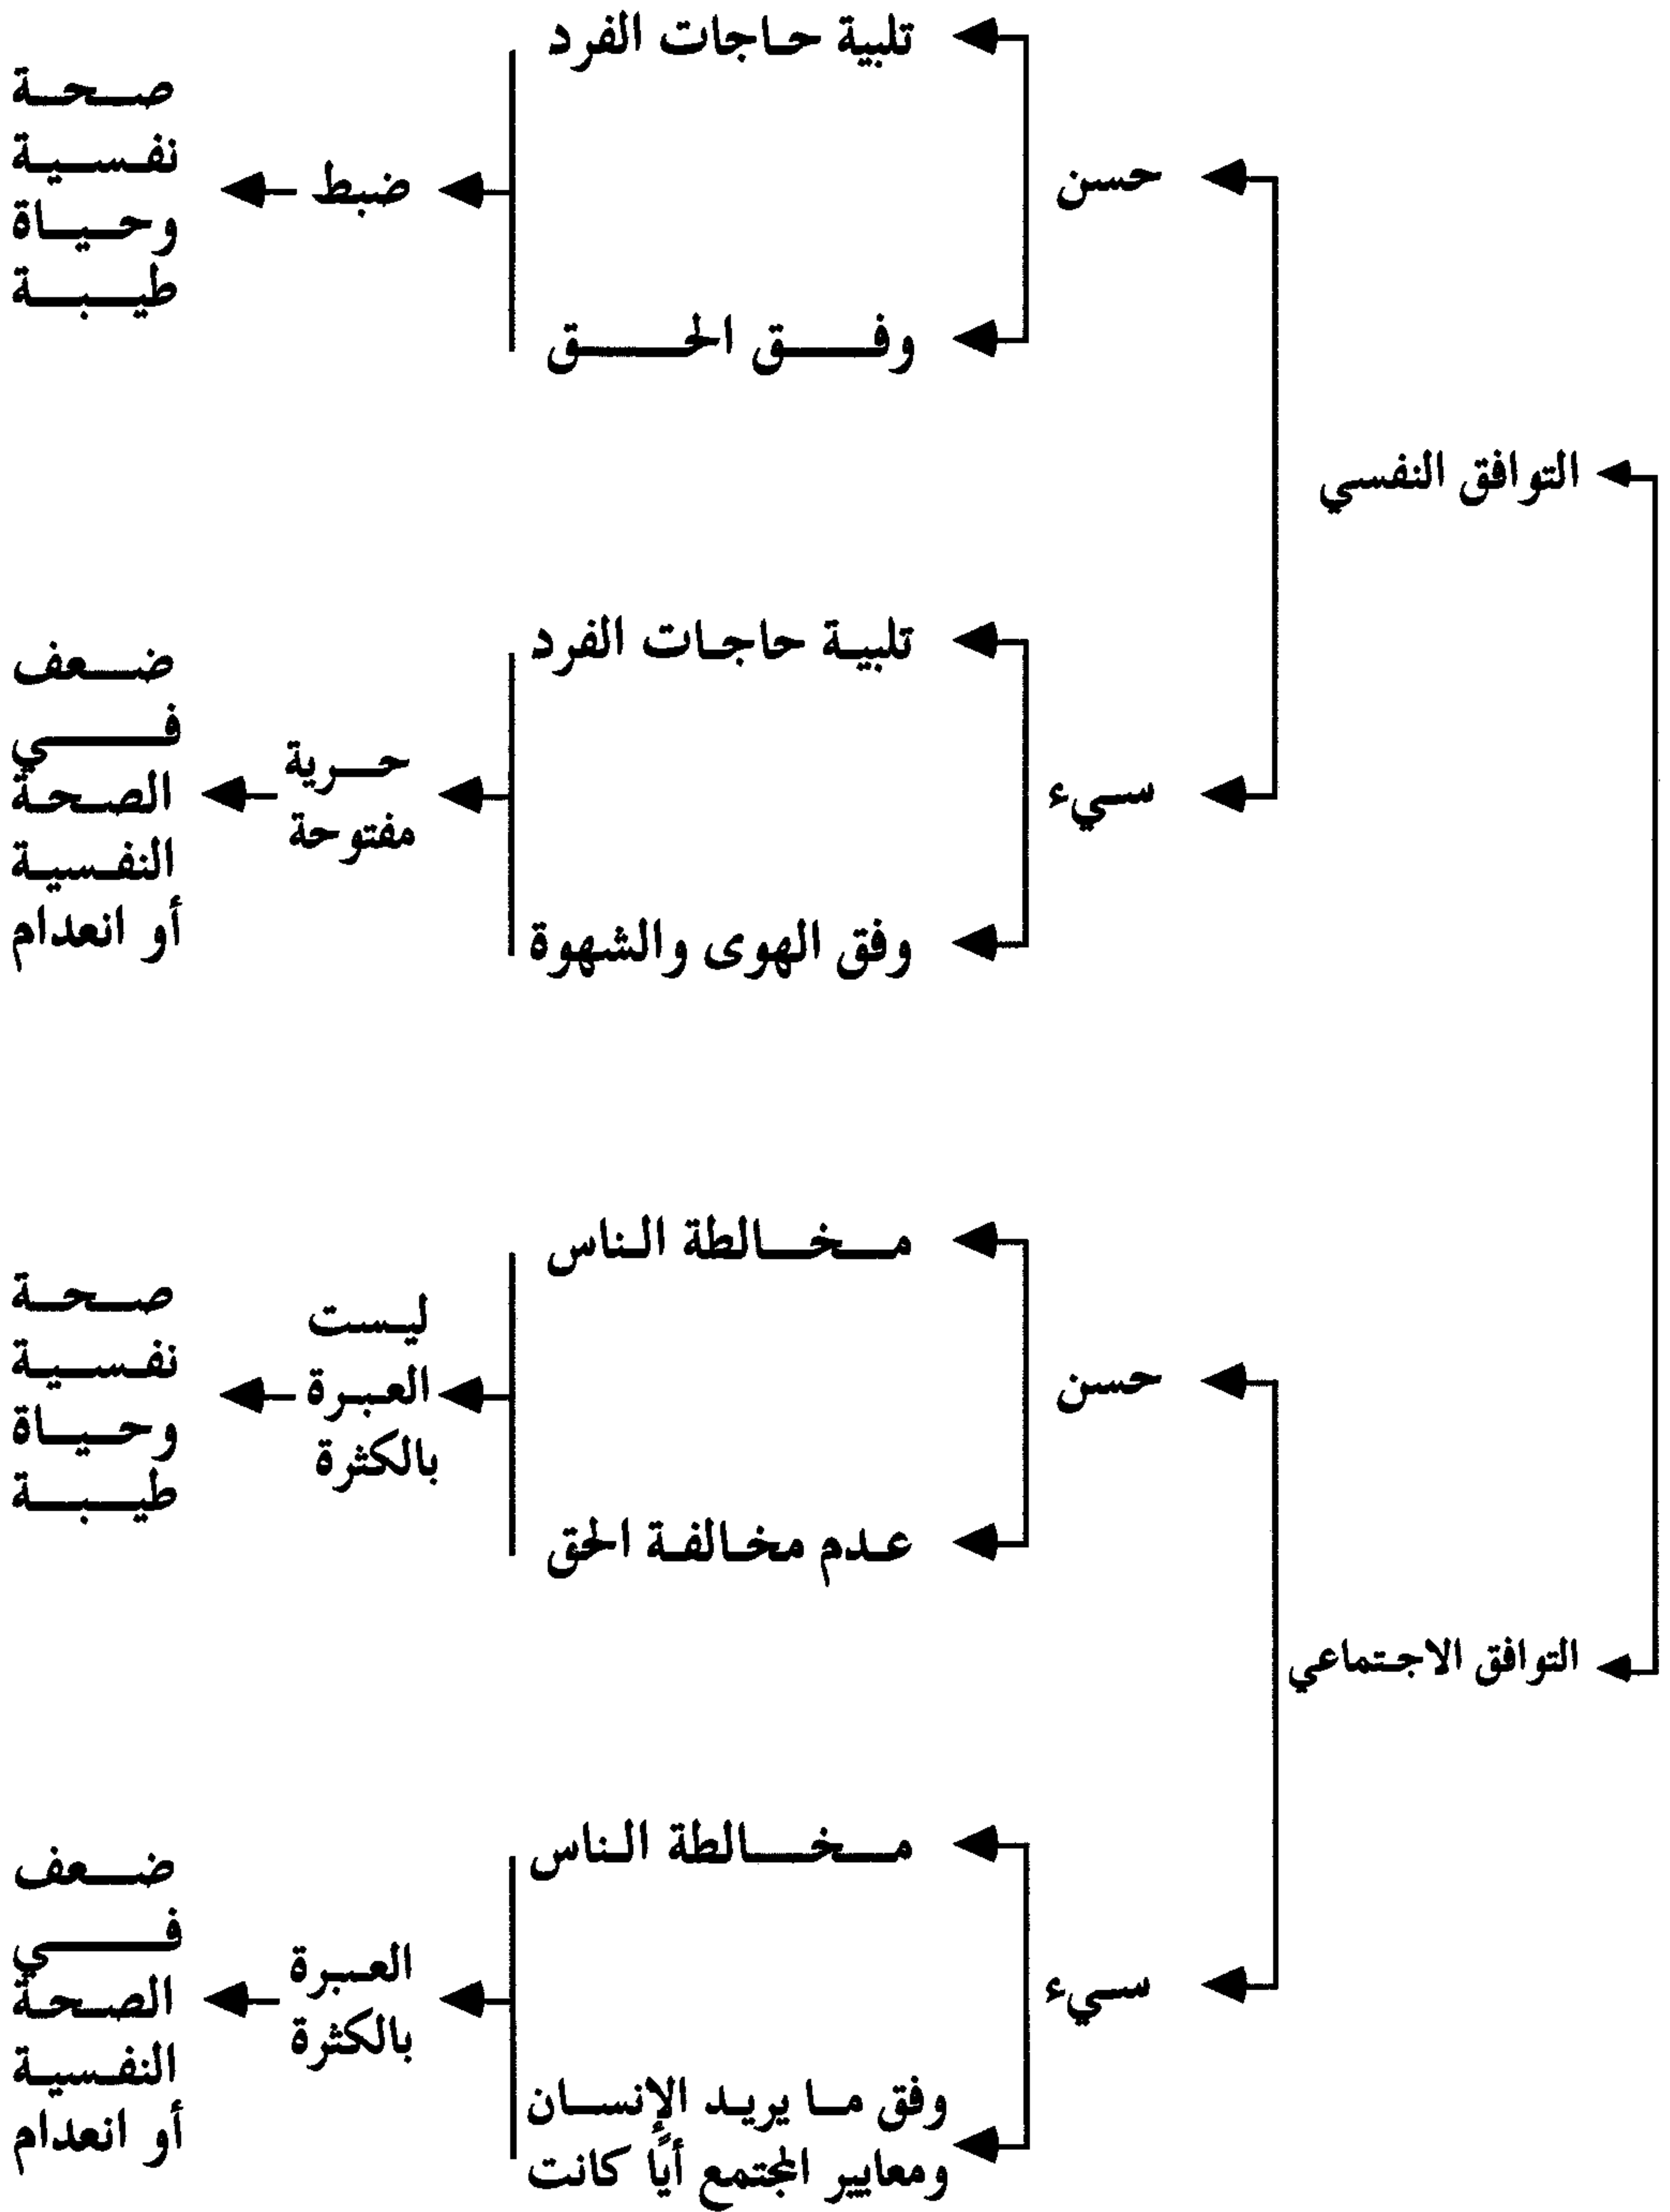 التوافق النفسي
حسن
تلبية حاجات الفرد
وفق الحق
ضبط
صحة
نفسية
وحياة
طيبة
سيء
تلبية حاجات الفرد
وفق الهوى والشهوة
حرية
مفتوحة
ضعف
في
الصحة
النفسية
أو انعدام
التوافق الاجتماعي
حسن
مخالطة الناس
عدم مخالفة الحق
ليست
العبرة
بالكثرة
صحة
نفسية
وحياة
طيبة
سيء
مخالطة الناس
وفق ما يريد الإنسان
ومعايير المجتمع أيًا كانت
العبرة
بالكثرة
ضعف
في
الصحة
النفسية
أو انعدام